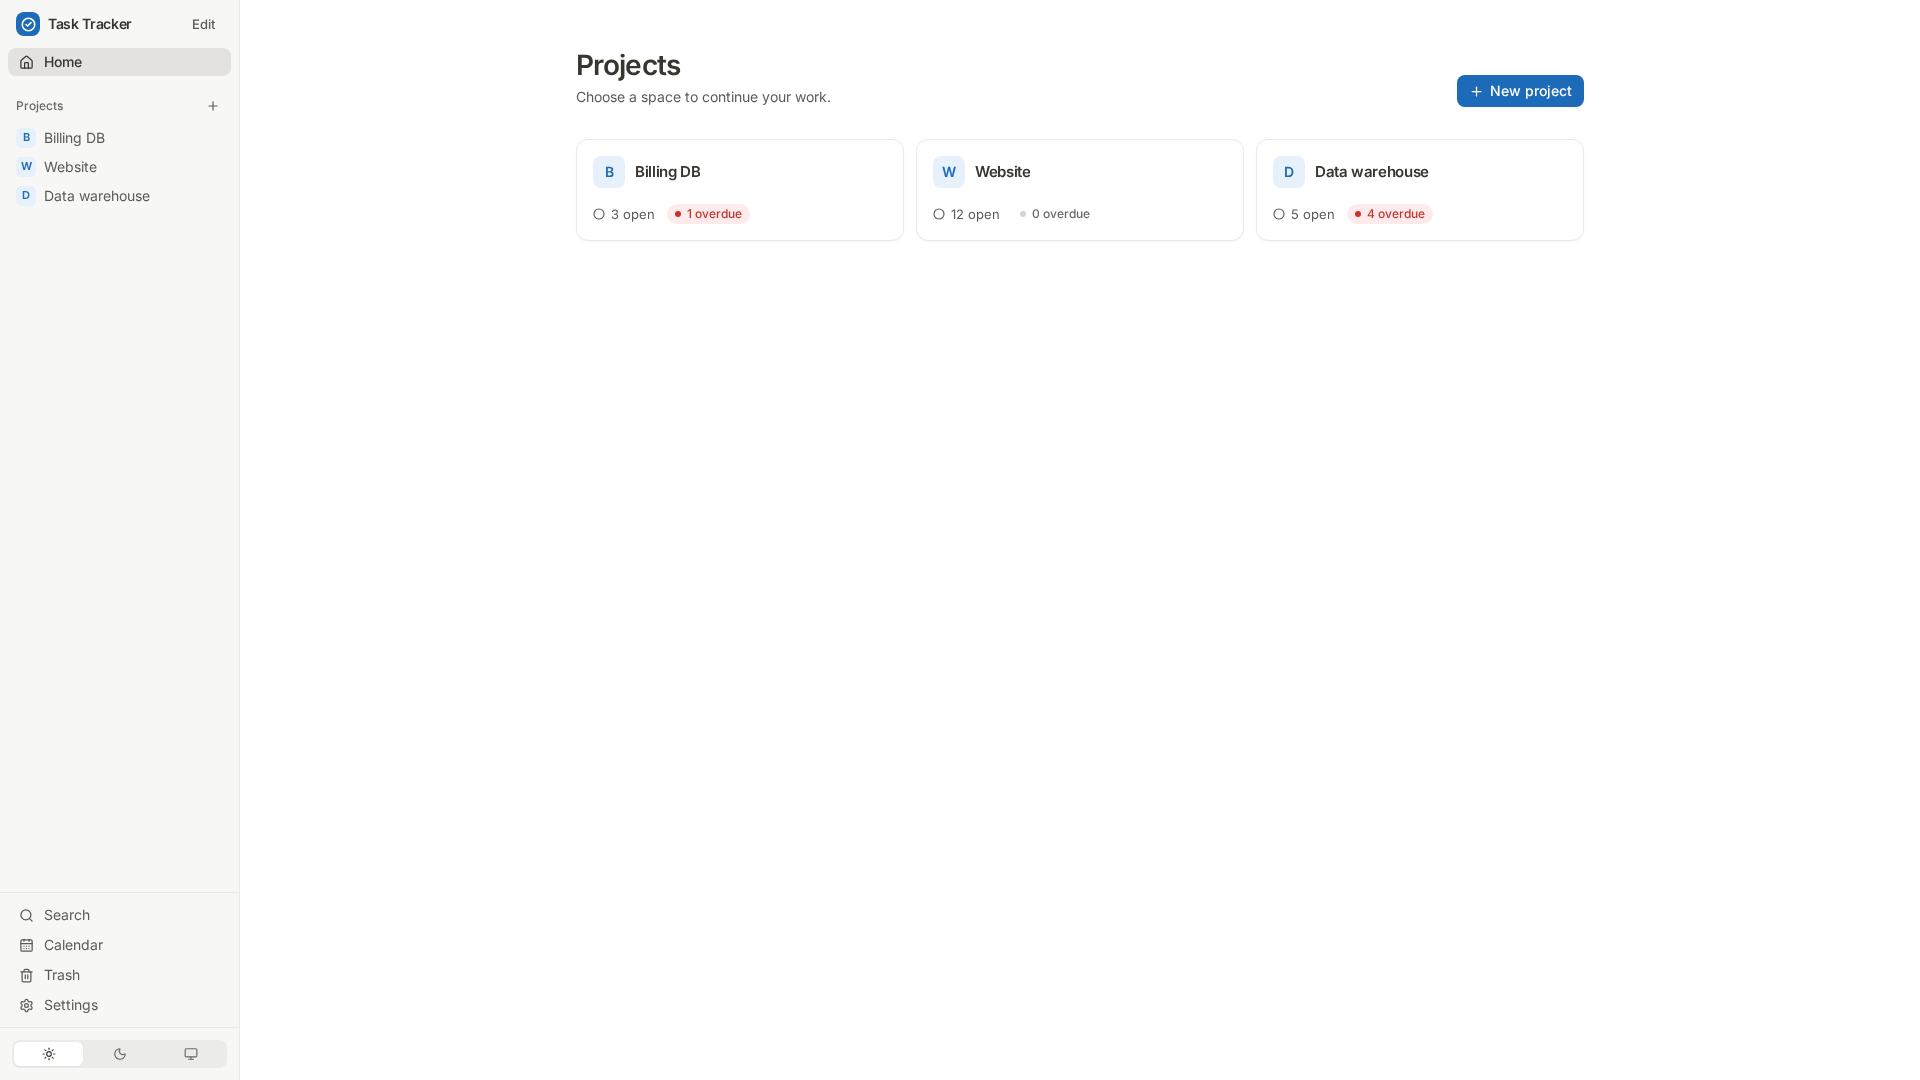 Task Tracker
Edit
Home
Projects
B Billing DB
W Website
D Data warehouse
Search
Calendar
Trash
Settings
Projects
Choose a space to continue your work.
New project
B Billing DB
3 open 1 overdue
W Website
12 open 0 overdue
D Data warehouse
5 open 4 overdue